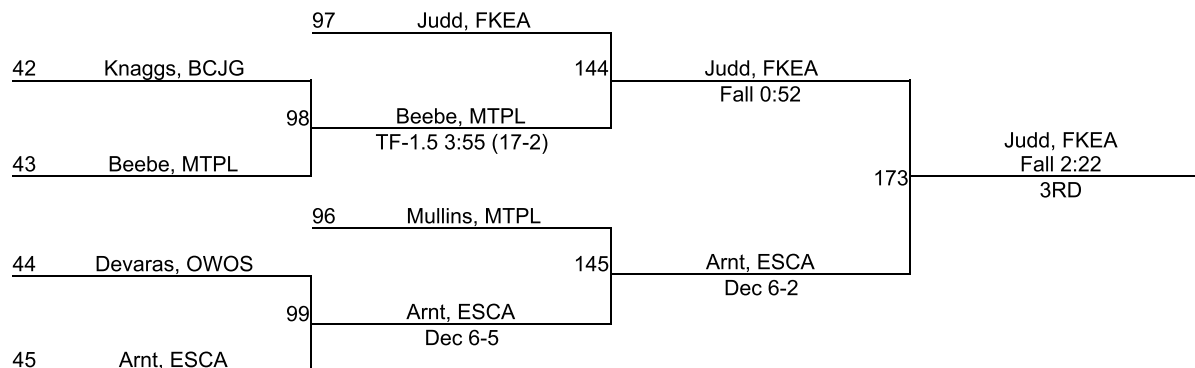 97 Judd, FKEA
42 Knaggs, BCJG
144 Judd, FKEA
Fall 0:52
98 Beebe, MTPL
TF-1.5 3:55 (17-2)
43 Beebe, MTPL
173 Judd, FKEA
Fall 2:22
3RD
96 Mullins, MTPL
44 Devaras, OWOS
145 Arnt, ESCA
Dec 6-2
99 Arnt, ESCA
Dec 6-5
45 Arnt, ESCA